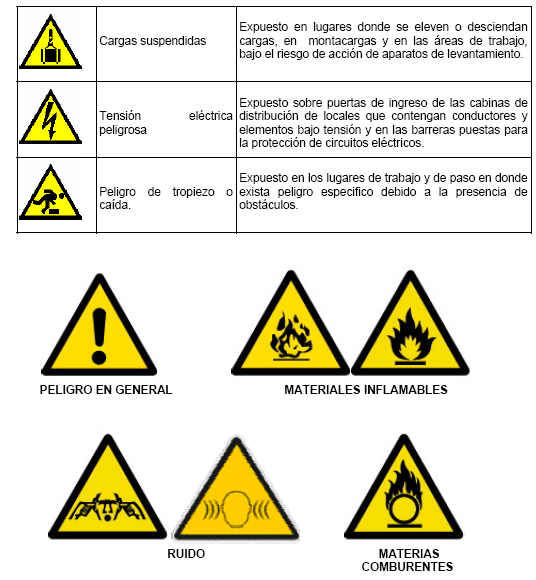 Cargas suspendidas
Expuesto en lugares donde se eleven o desciendan
cargas, en montacargas y en las áreas de trabajo,
bajo el riesgo de acción de aparatos de levantamiento.
Tensión eléctrica
peligrosa
Expuesto sobre puertas de ingreso de las cabinas de
distribución de locales que contengan conductores y
elementos bajo tensión y en las barreras puestas para
la protección de circuitos eléctricos.
Peligro de tropiezo o
caída.
Expuesto en los lugares de trabajo y de paso en donde
exista peligro especifico debido a la presencia de
obstáculos.
PELIGRO EN GENERAL
MATERIALES INFLAMABLES
RUIDO
MATERIAS
COMBURENTES